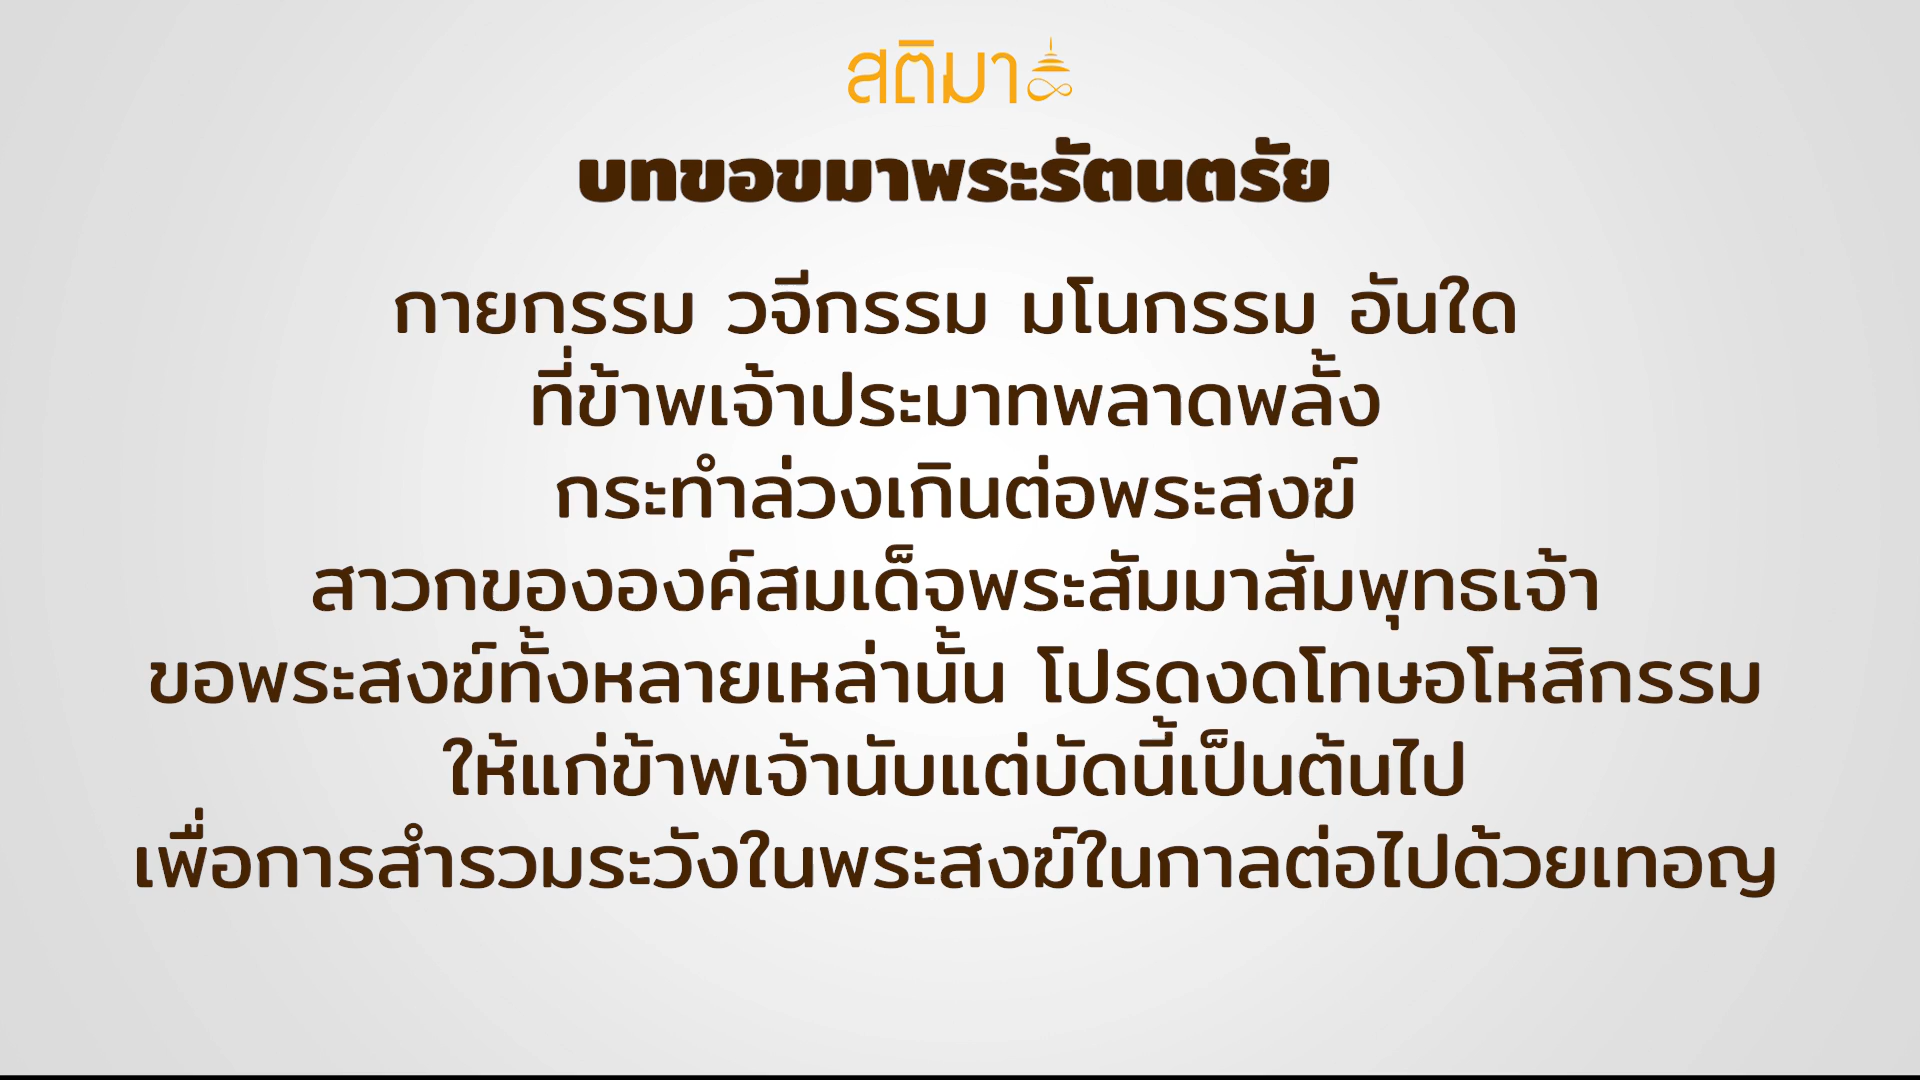 สติมา
บทขอขมาพระรัตนตรัย
กายกรรม วจีกรรม มโนกรรม อันใด
ที่ข้าพเจ้าประมาทพลาดพลั้ง
กระทำล่วงเกินต่อพระสงฆ์
สาวกขององค์สมเด็จพระสัมมาสัมพุทธเจ้า
ขอพระสงฆ์ทั้งหลายเหล่านั้น โปรดงดโทษอโหสิกรรม
ให้แก่ข้าพเจ้านับแต่บัดนี้เป็นต้นไป
เพื่อการสำรวมระวังในพระสงฆ์ในกาลต่อไปด้วยเทอญ